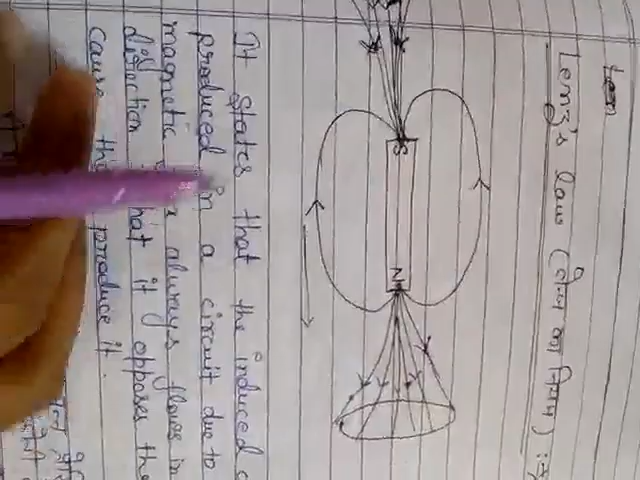 Lem
Lenz's law (लेन्ज का नियम) :-
S
N
It states that the induced c
produced in a circuit due to
magnetic always flows in
direction that it opposes the
cause the produce it.